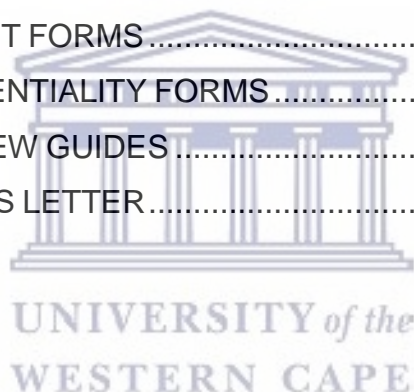 T FORMS ..............................
ENTIALITY FORMS ................
EW GUIDES ..........................
S LETTER..............................
UNIVERSITY of the
WESTERN CAPE